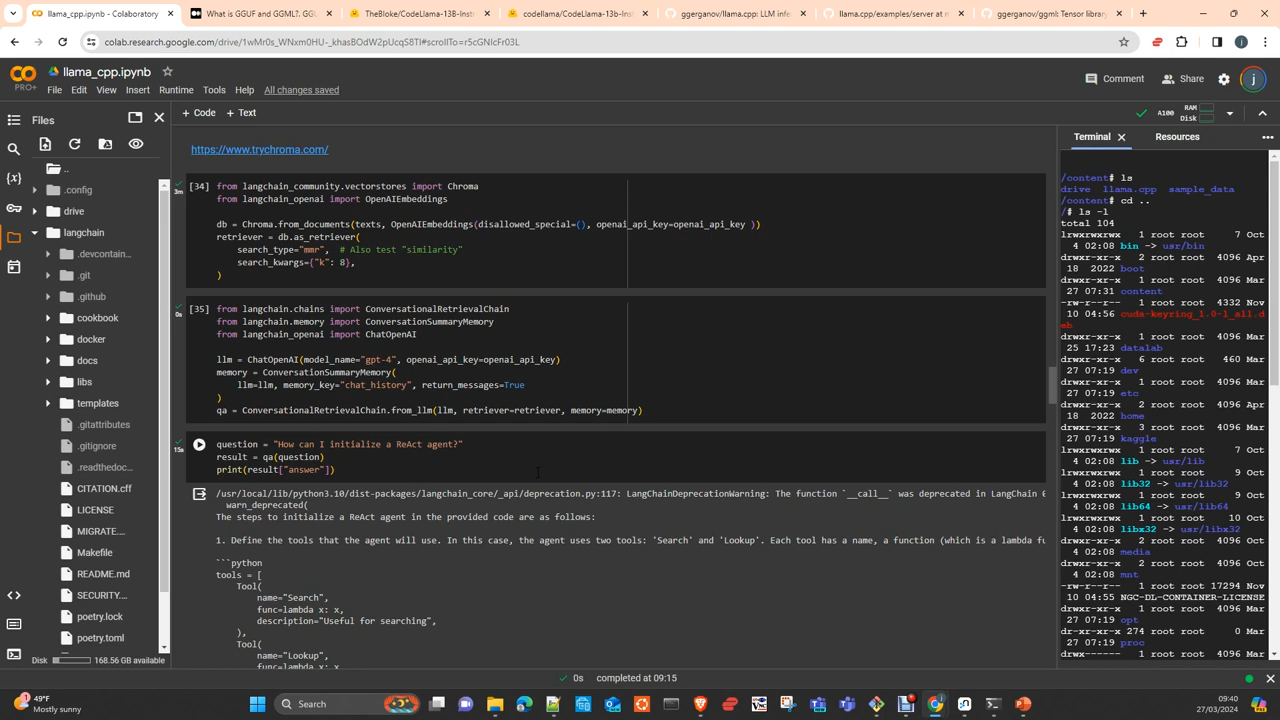 llama_cpp.ipynb - Colaboratory
What is GGUF and GGML?
TheBloke/CodeLlama-13B-Inst
codellama/CodeLlama-13b-Inst
ggerganov/llama.cpp: LLM infe
llama.cpp/examples/server at m
ggerganov/ggml: Tensor library
colab.research.google.com/drive/1wMr0s_WNxm0HU-_khasBOdW2pUcqS8TI#scrollTo=r5cGNIcFr03L
llama_cpp.ipynb
PRO+
File Edit View Insert Runtime Tools Help All changes saved
Comment
Share
j
Files
+ Code + Text
A100
RAM
Disk
..
.config
drive
langchain
.devcontain...
.git
.github
cookbook
docker
docs
libs
templates
.gitattributes
.gitignore
.readthedoc...
CITATION.cff
LICENSE
MIGRATE....
Makefile
README.md
SECURITY....
poetry.lock
poetry.toml
Disk
168.56 GB available
https://www.trychroma.com/
3m
[34] from langchain_community.vectorstores import Chroma
from langchain_openai import OpenAIEmbeddings
db = Chroma.from_documents(texts, OpenAIEmbeddings(disallowed_special=(), openai_api_key=openai_api_key ))
retriever = db.as_retriever(
search_type="mmr",  # Also test "similarity"
search_kwargs={"k": 8},
)
0s
[35] from langchain.chains import ConversationalRetrievalChain
from langchain.memory import ConversationSummaryMemory
from langchain_openai import ChatOpenAI
llm = ChatOpenAI(model_name="gpt-4", openai_api_key=openai_api_key)
memory = ConversationSummaryMemory(
llm=llm, memory_key="chat_history", return_messages=True
)
qa = ConversationalRetrievalChain.from_llm(llm, retriever=retriever, memory=memory)
15s
question = "How can I initialize a ReAct agent?"
result = qa(question)
print(result["answer"])
/usr/local/lib/python3.10/dist-packages/langchain_core/_api/deprecation.py:117: LangChainDeprecationWarning: The function `__call__` was deprecated in LangChain 0
warn_deprecated(
The steps to initialize a ReAct agent in the provided code are as follows:
1. Define the tools that the agent will use. In this case, the agent uses two tools: 'Search' and 'Lookup'. Each tool has a name, a function (which is a lambda fu
```python
tools = [
Tool(
name="Search",
func=lambda x: x,
description="Useful for searching",
),
Tool(
name="Lookup",
func=lambda x: x
Terminal
Resources
/content# ls
drive llama.cpp sample_data
/content# cd ..
/# ls -l
total 104
lrwxrwxrwx 1 root root 7 Oct
4 02:08 bin -> usr/bin
drwxr-xr-x 2 root root 4096 Apr
18 2022 boot
drwxr-xr-x 1 root root 4096 Mar
27 07:31 content
-rw-r--r-- 1 root root 4332 Nov
10 04:56 cuda-keyring_1.0-1_all.d
eb
drwxr-xr-x 1 root root 4096 Mar
25 17:23 datalab
drwxr-xr-x 6 root root 460 Mar
27 07:19 dev
drwxr-xr-x 1 root root 4096 Mar
27 07:19 etc
drwxr-xr-x 2 root root 4096 Apr
18 2022 home
drwxr-xr-x 3 root root 4096 Mar
27 07:19 kaggle
lrwxrwxrwx 1 root root 7 Oct
4 02:08 lib -> usr/lib
drwxr-xr-x 1 root root 9 Oct
4 02:08 lib32 -> usr/lib32
lrwxrwxrwx 1 root root 9 Oct
4 02:08 lib64 -> usr/lib64
lrwxrwxrwx 1 root root 10 Oct
4 02:08 libx32 -> usr/libx32
drwxr-xr-x 2 root root 4096 Oct
4 02:08 media
drwxr-xr-x 2 root root 4096 Oct
4 02:08 mnt
-rw-r--r-- 1 root root 17294 Nov
10 04:55 NGC-DL-CONTAINER-LICENSE
drwxr-xr-x 1 root root 4096 Mar
27 07:19 opt
dr-xr-xr-x 274 root root 0 Mar
27 07:19 proc
drwx------ 1 root root 4096 Mar
0s completed at 09:15
49°F
Mostly sunny
Search
09:40
27/03/2024